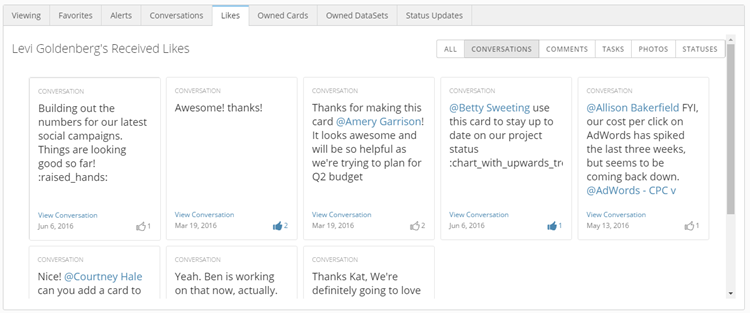 Viewing Favorites Alerts Conversations Likes Owned Cards Owned DataSets Status Updates
Levi Goldenberg's Received Likes
ALL CONVERSATIONS COMMENTS TASKS PHOTOS STATUSES
CONVERSATION
Building out the
numbers for our latest
social campaigns.
Things are looking
good so far!
:raised_hands:
View Conversation
Jun 6, 2016 1
CONVERSATION
Awesome! thanks!
View Conversation
Mar 19, 2016 2
CONVERSATION
Thanks for making this
card @Amery Garrison!
It looks awesome and
will be so helpful as
we're trying to plan for
Q2 budget
View Conversation
Mar 19, 2016 2
CONVERSATION
@Betty Sweeting use
this card to stay up to
date on our project
status
:chart_with_upwards_tre
View Conversation
Jun 6, 2016 1
CONVERSATION
@Allison Bakerfield FYI,
our cost per click on
AdWords has spiked
the last three weeks,
but seems to be
coming back down.
@AdWords - CPC v
View Conversation
May 13, 2016 1
CONVERSATION
Nice! @Courtney Hale
can you add a card to
CONVERSATION
Yeah. Ben is working
on that now, actually.
CONVERSATION
Thanks Kat, We're
definitely going to love